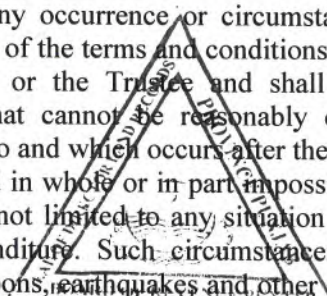 any occurrence or circumsta
of the terms and conditions
or the Trustee and shall
hat cannot be reasonably
o and which occurs after the
in whole or in part imposs
not limited to any situation
nditure. Such circumstance
ons, earthquakes and other